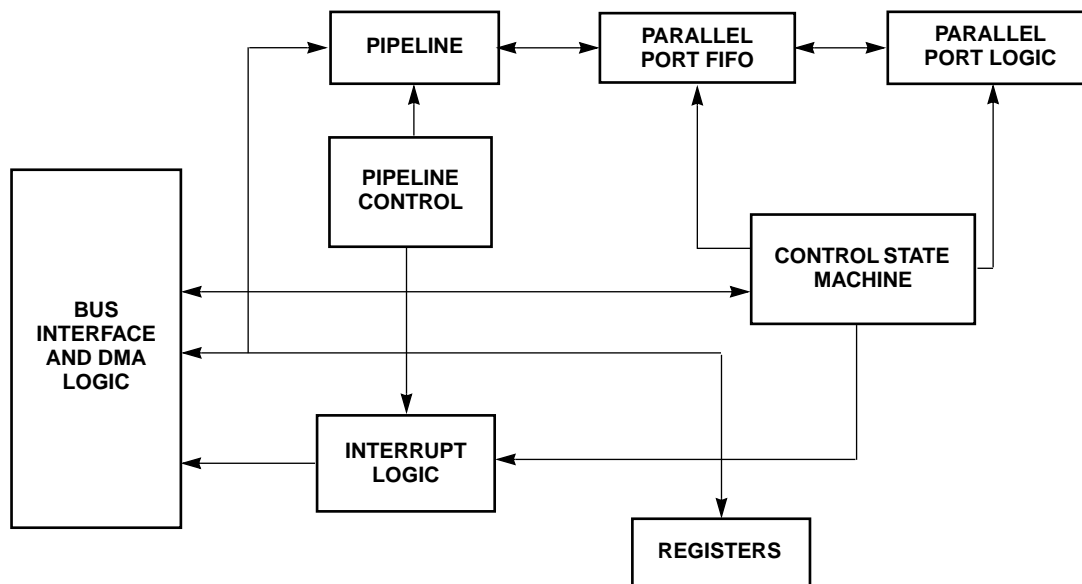 PIPELINE
PARALLEL
PORT FIFO
PARALLEL
PORT LOGIC
PIPELINE
CONTROL
CONTROL STATE
MACHINE
BUS
INTERFACE
AND DMA
LOGIC
INTERRUPT
LOGIC
REGISTERS